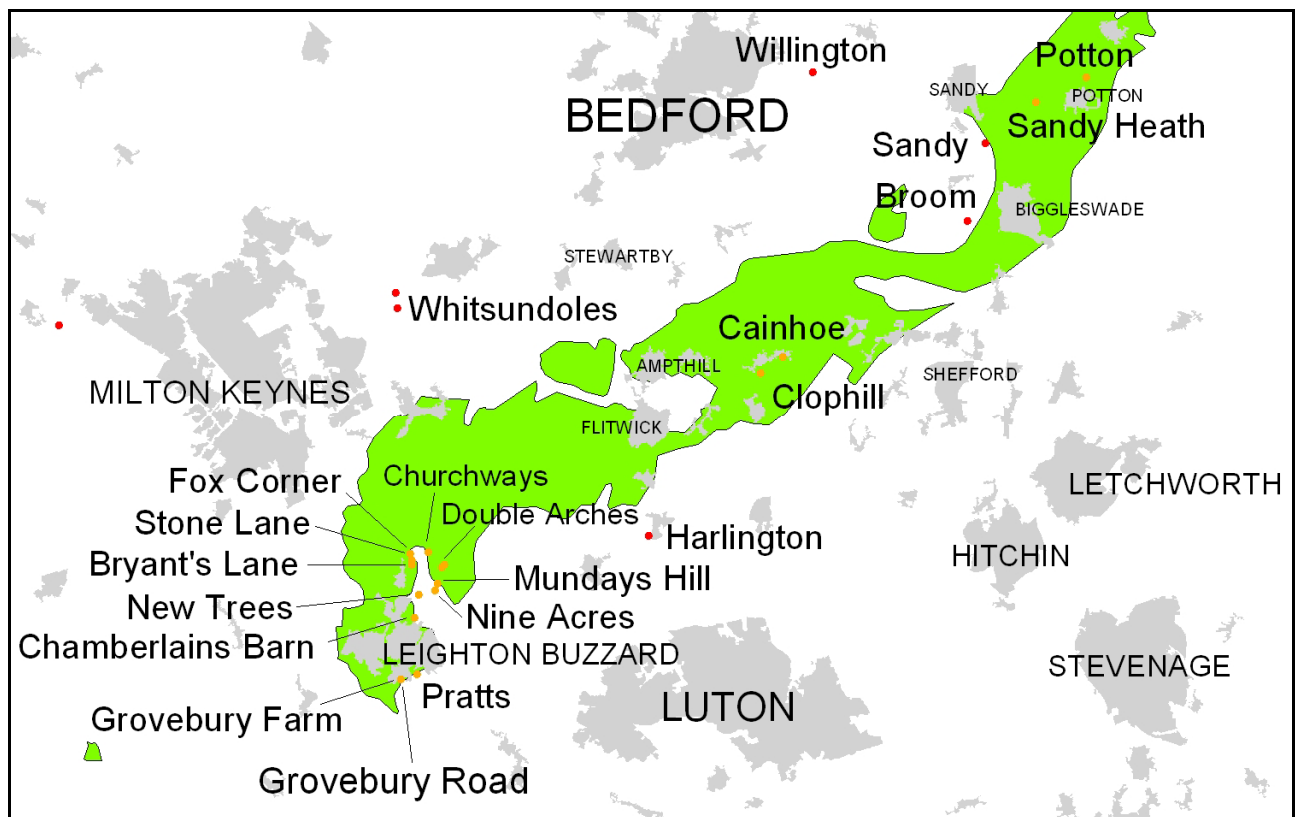 Willington
Potton
SANDY
POTTON
BEDFORD
Sandy Heath
Sandy
Broom
BIGGLESWADE
STEWARTBY
Whitsundoles
Cainhoe
AMPTHILL
SHEFFORD
MILTON KEYNES
Clophill
FLITWICK
Fox Corner
Churchways
LETCHWORTH
Stone Lane
Double Arches
Harlington
HITCHIN
Bryant's Lane
Mundays Hill
New Trees
Nine Acres
Chamberlains Barn
LEIGHTON BUZZARD
STEVENAGE
Pratts
LUTON
Grovebury Farm
Grovebury Road